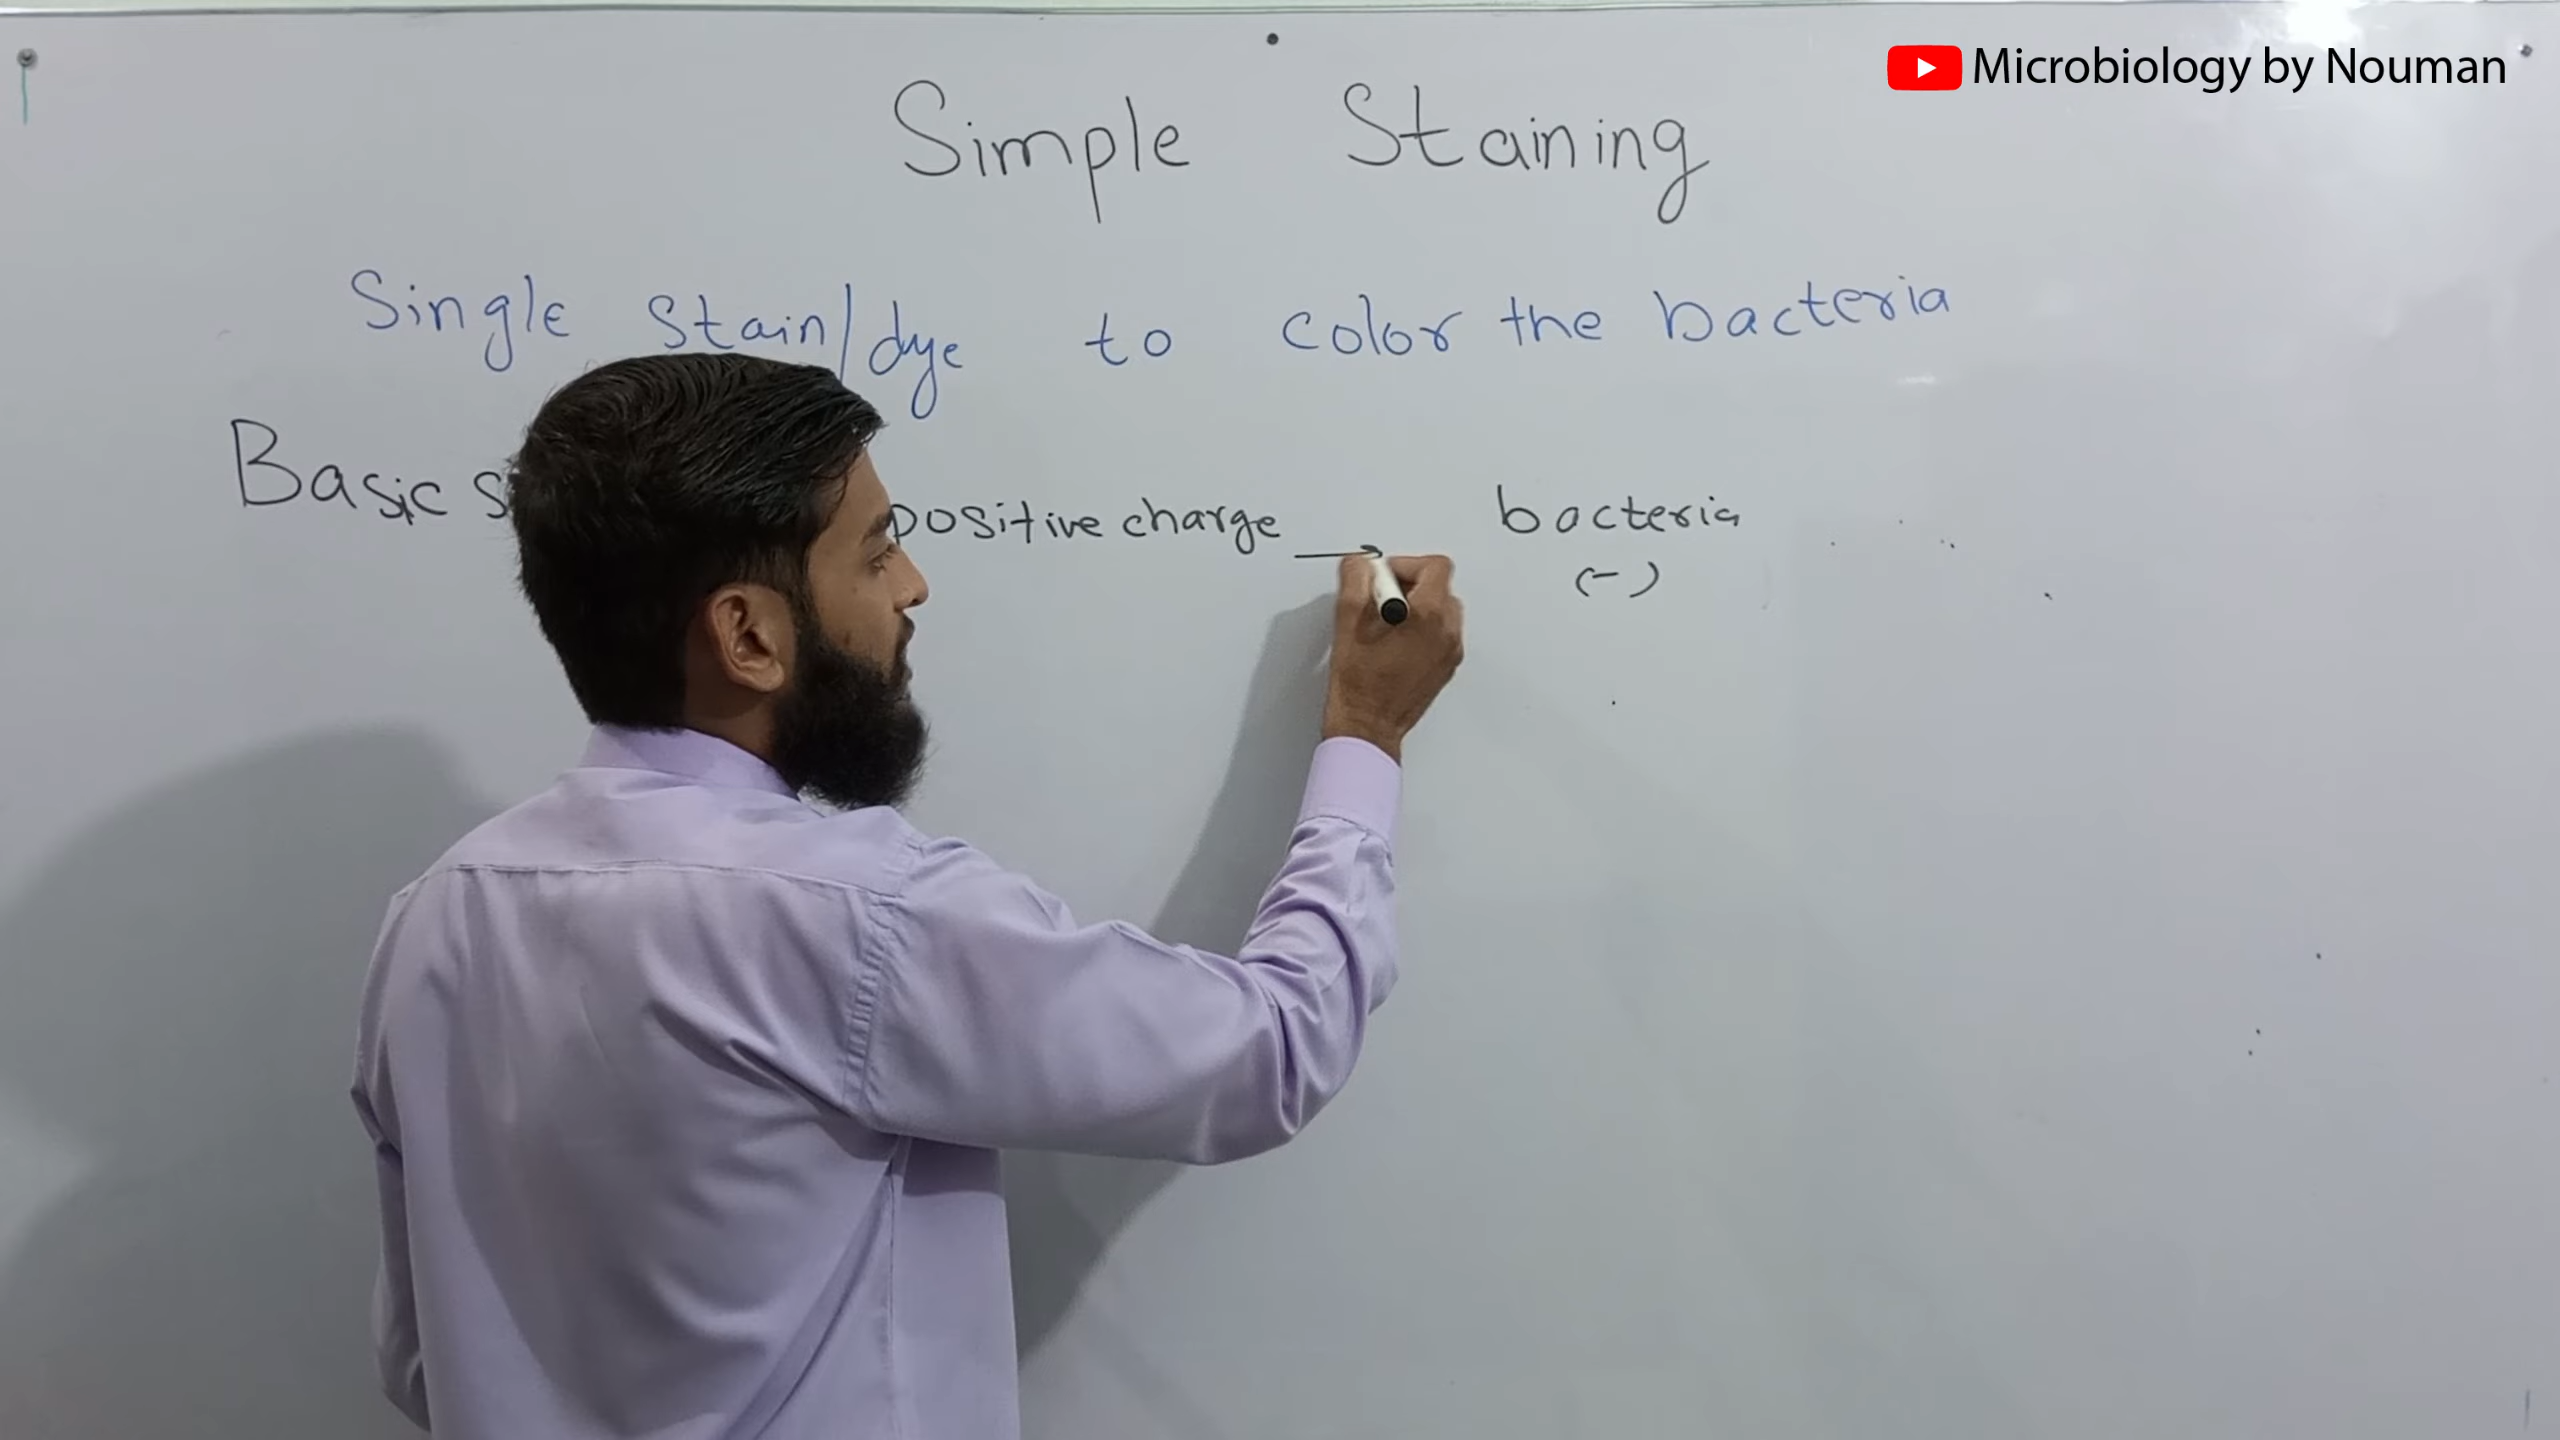 Microbiology by Nouman
Simple Staining
Single Stain/dye to color the bacteria
Basic positive charge → bacteria
(-)